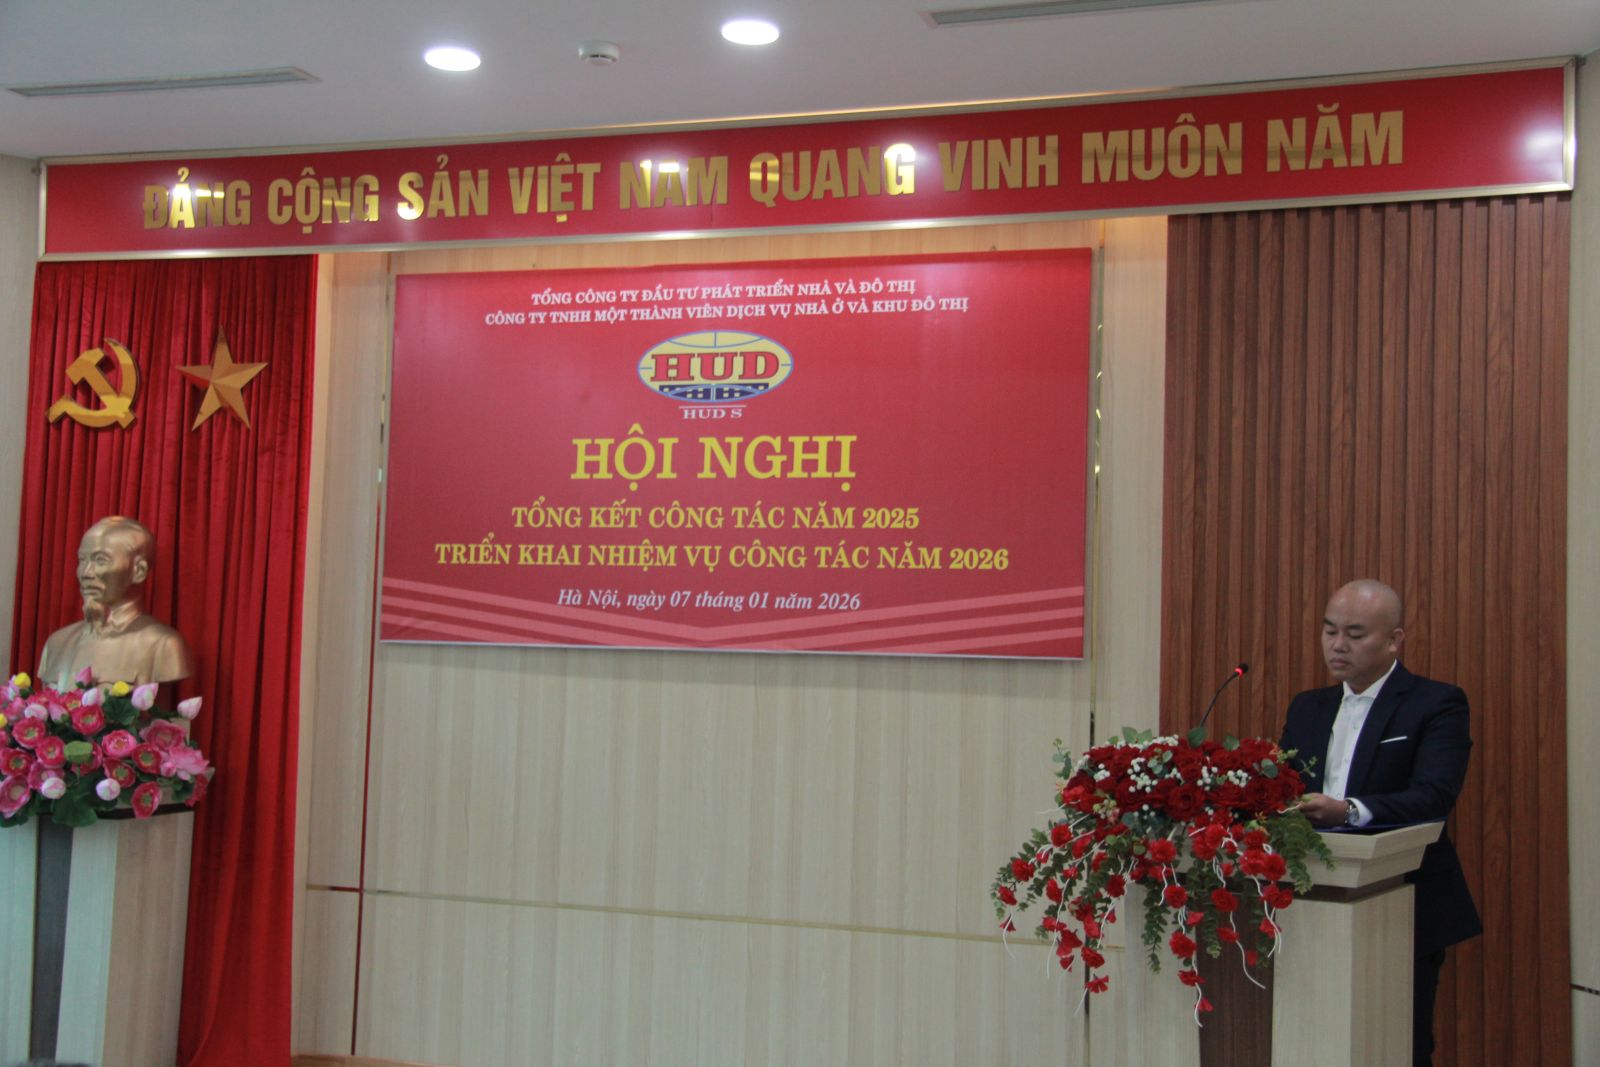 ĐẢNG CỘNG SẢN VIỆT NAM QUANG VINH MUÔN NĂM
TỔNG CÔNG TY ĐẦU TƯ PHÁT TRIỂN NHÀ VÀ ĐÔ THỊ
CÔNG TY TNHH MỘT THÀNH VIÊN DỊCH VỤ NHÀ Ở VÀ KHU ĐÔ THỊ
HUD
HUD S
HỘI NGHỊ
TỔNG KẾT CÔNG TÁC NĂM 2025
TRIỂN KHAI NHIỆM VỤ CÔNG TÁC NĂM 2026
Hà Nội, ngày 07 tháng 01 năm 2026